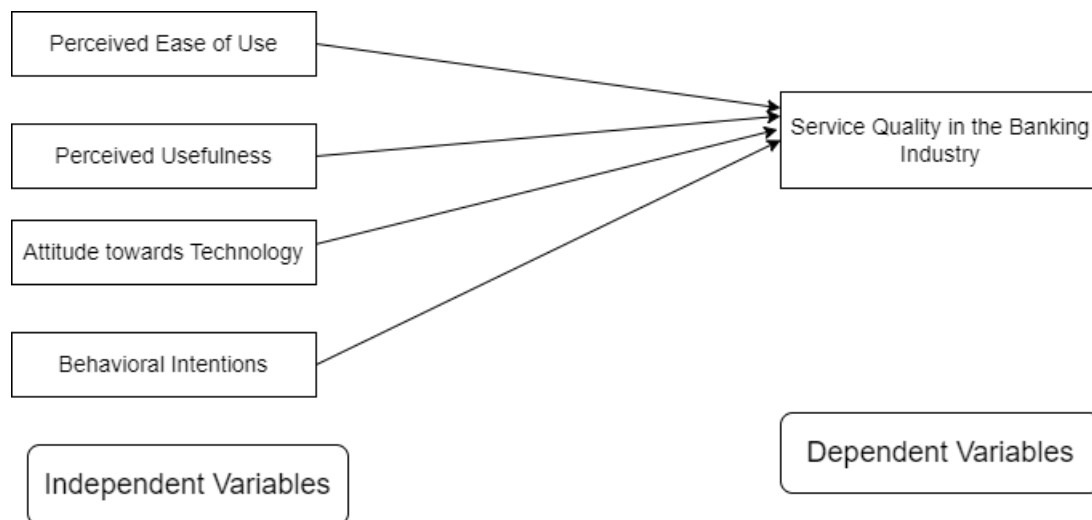 Perceived Ease of Use
Perceived Usefulness
Attitude towards Technology
Behavioral Intentions
Independent Variables
Service Quality in the Banking
Industry
Dependent Variables